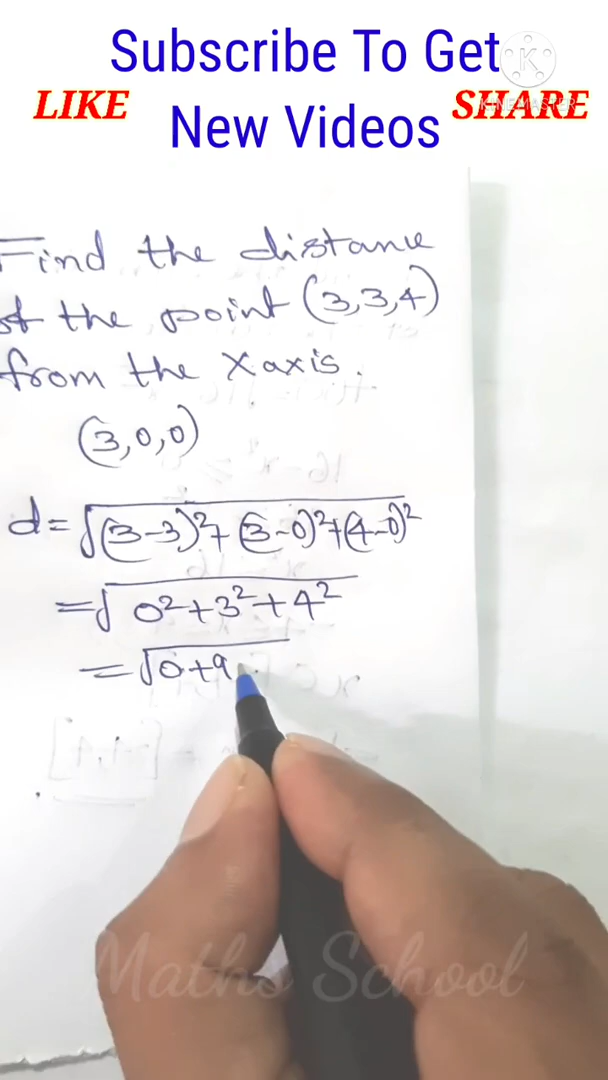 Subscribe To Get
LIKE
SHARE
KINEMASTER
New Videos
Find the distance
of the point (3,3,4)
from the x axis.
(3,0,0)
d = √(3-3)²+(3-0)²+(4-0)²
= √0²+3²+4²
= √0+9
Maths School